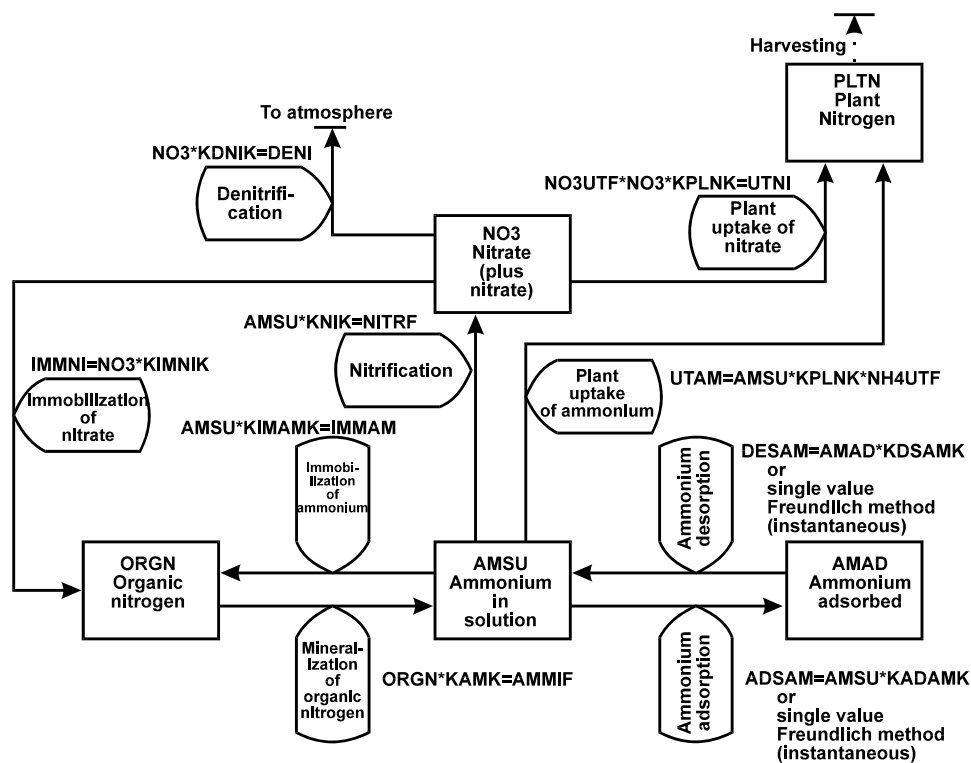 Harvesting
PLTN
Plant
Nitrogen
To atmosphere
NO3*KDNIK=DENI
Denitrifi-
cation
NO3UTF*NO3*KPLNK=UTNI
Plant
uptake of
nitrate
NO3
Nitrate
(plus
nitrate)
AMSU*KNIK=NITRF
Nitrification
IMMNI=NO3*KIMNIK
Immobilization
of
nitrate
Plant
uptake
of ammonium
UTAM=AMSU*KPLNK*NH4UTF
AMSU*KIMAMK=IMMAM
Immobi-
lization
of
ammonium
Ammonium
desorption
DESAM=AMAD*KDSAMK
or
single value
Freundlich method
(instantaneous)
ORGN
Organic
nitrogen
AMSU
Ammonium
in
solution
AMAD
Ammonium
adsorbed
Mineral-
ization
of
organic
nitrogen
ORGN*KAMK=AMMIF
Ammonium
adsorption
ADSAM=AMSU*KADAMK
or
single value
Freundlich method
(instantaneous)